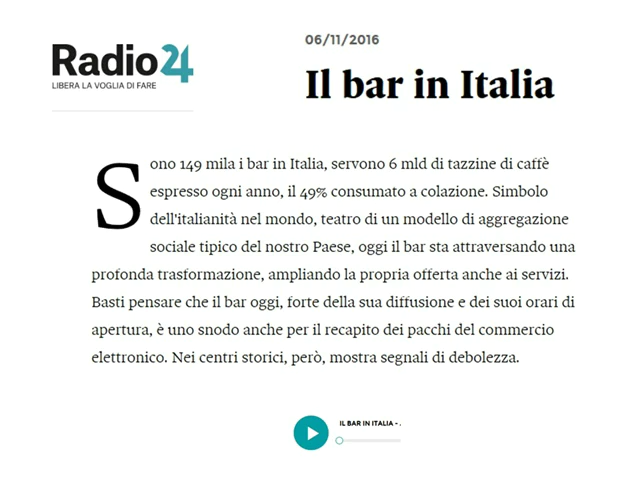 Radio24
LIBERA LA VOGLIA DI FARE
06/11/2016
Il bar in Italia
Sono 149 mila i bar in Italia, servono 6 mld di tazzine di caffè
espresso ogni anno, il 49% consumato a colazione. Simbolo
dell'italianità nel mondo, teatro di un modello di aggregazione
sociale tipico del nostro Paese, oggi il bar sta attraversando una
profonda trasformazione, ampliando la propria offerta anche ai servizi.
Basti pensare che il bar oggi, forte della sua diffusione e dei suoi orari di
apertura, è uno snodo anche per il recapito dei pacchi del commercio
elettronico. Nei centri storici, però, mostra segnali di debolezza.
IL BAR IN ITALIA - .